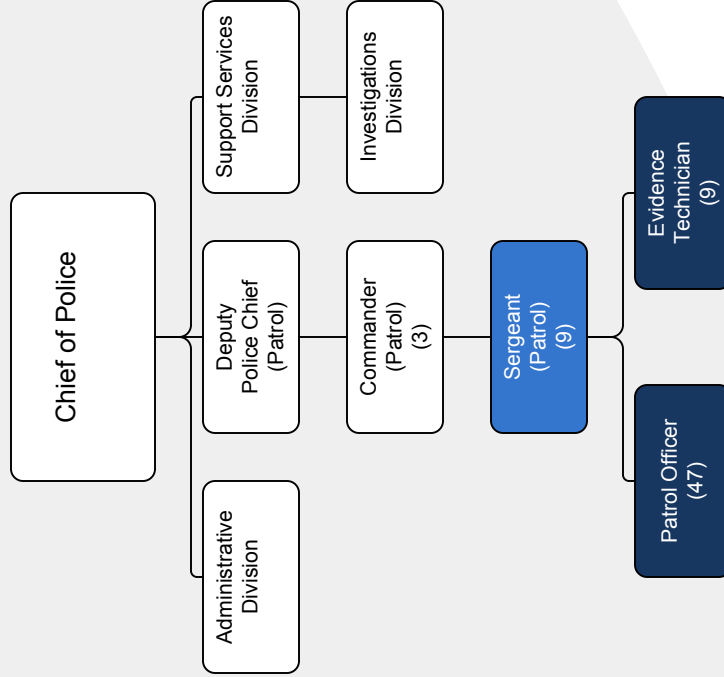 Chief of Police
Administrative
Division
Deputy
Police Chief
(Patrol)
Support Services
Division
Commander
(Patrol)
(3)
Investigations
Division
Sergeant
(Patrol)
(9)
Patrol Officer
(47)
Evidence
Technician
(9)